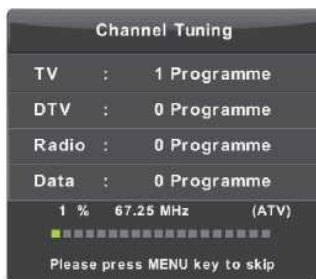 Channel Tuning
TV : 1 Programme
DTV : 0 Programme
Radio : 0 Programme
Data : 0 Programme
1 % 67.25 MHz (ATV)
Please press MENU key to skip